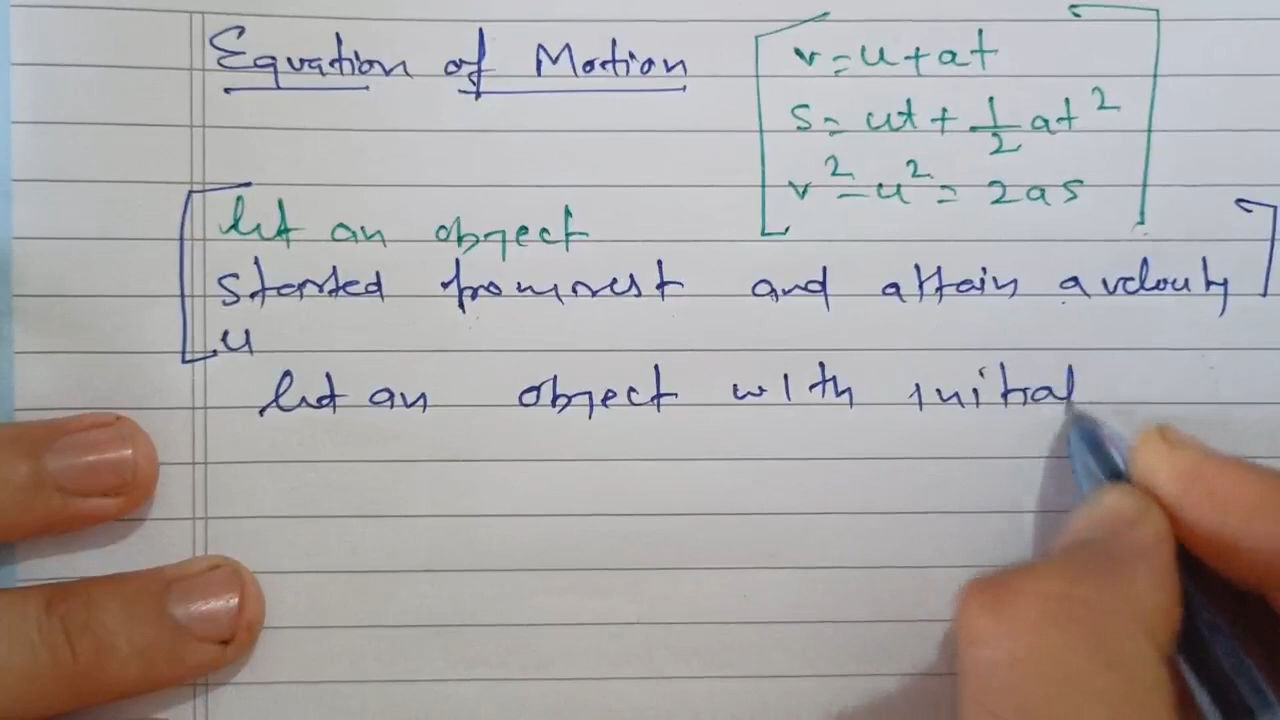 Equation of Motion
v = u + at
s = ut + 1/2 at²
v² - u² = 2as
let an object
started from rest and attain a velocity
u
let an object with initial